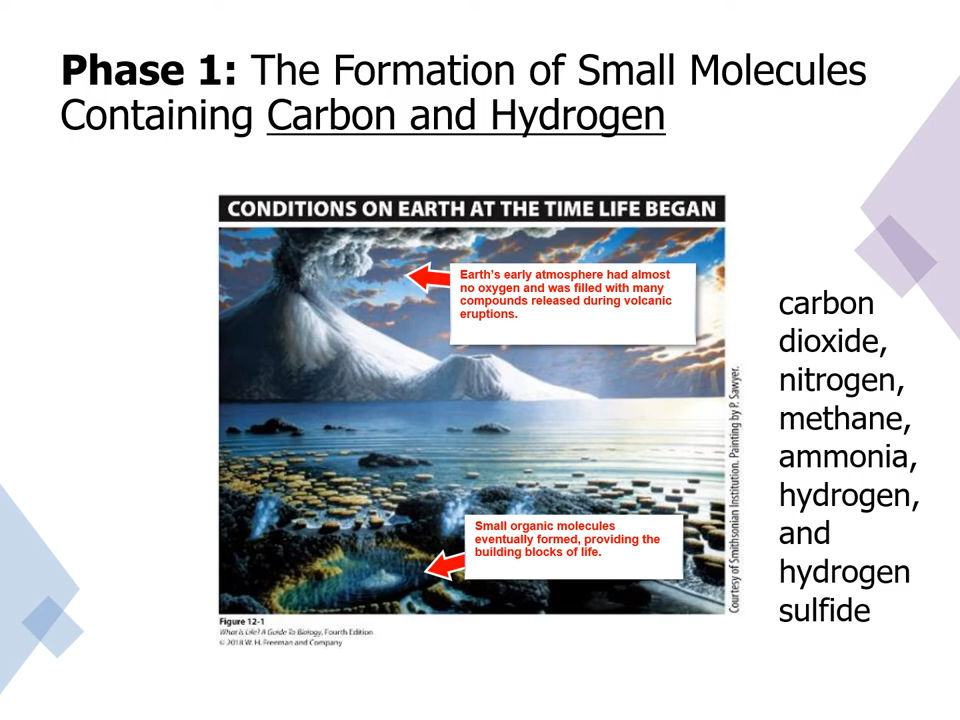 Phase 1: The Formation of Small Molecules
Containing Carbon and Hydrogen
CONDITIONS ON EARTH AT THE TIME LIFE BEGAN
Earth's early atmosphere had almost
no oxygen and was filled with many
compounds released during volcanic
eruptions.
Small organic molecules
eventually formed, providing the
building blocks of life.
Courtesy of Smithsonian Institution. Painting by P. Sawyer.
Figure 12-1
What Is Life? A Guide To Biology, Fourth Edition
© 2018 W. H. Freeman and Company
carbon
dioxide,
nitrogen,
methane,
ammonia,
hydrogen,
and
hydrogen
sulfide